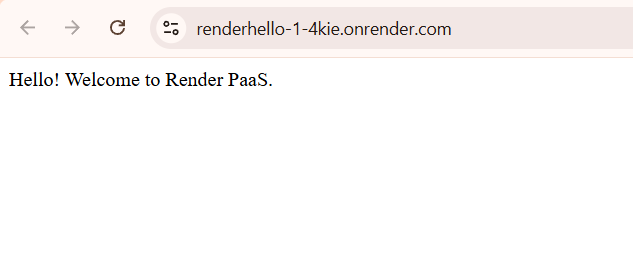 renderhello-1-4kie.onrender.com
Hello! Welcome to Render PaaS.